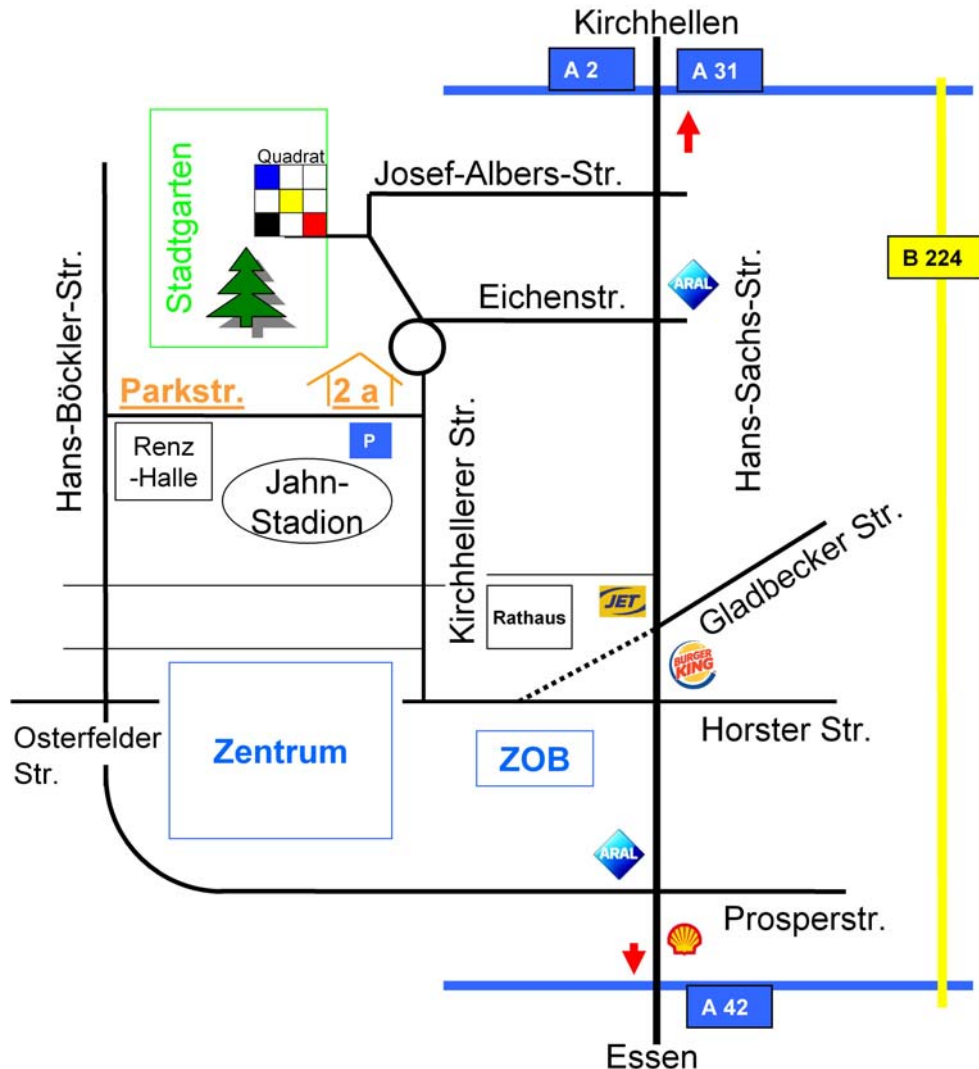 Kirchhellen
A 2
A 31
Quadrat
Josef-Albers-Str.
Stadtgarten
B 224
Hans-Böckler-Str.
ARAL
Eichenstr.
Hans-Sachs-Str.
Parkstr.
2 a
P
Renz
-Halle
Jahn-
Stadion
Kirchhellerer Str.
Gladbecker Str.
JET
Rathaus
BURGER
KING
Osterfelder
Str.
Zentrum
ZOB
Horster Str.
ARAL
Prosperstr.
A 42
Essen